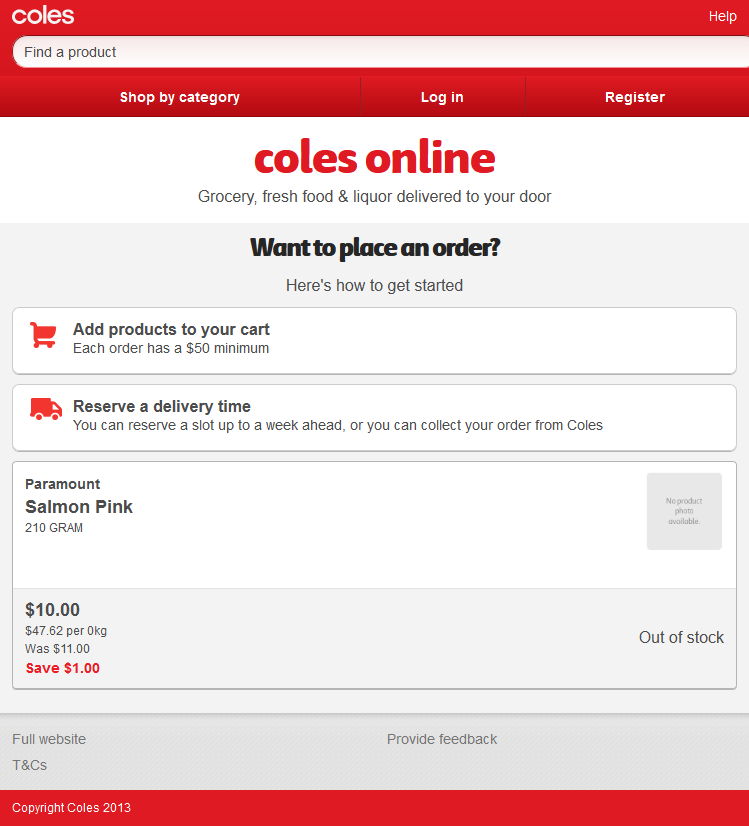 coles
Help
Find a product
Shop by category
Log in
Register
coles online
Grocery, fresh food & liquor delivered to your door
Want to place an order?
Here's how to get started
Add products to your cart
Each order has a $50 minimum
Reserve a delivery time
You can reserve a slot up to a week ahead, or you can collect your order from Coles
Paramount
Salmon Pink
210 GRAM
No product
photo
available.
$10.00
$47.62 per 0kg
Was $11.00
Save $1.00
Out of stock
Full website
Provide feedback
T&Cs
Copyright Coles 2013